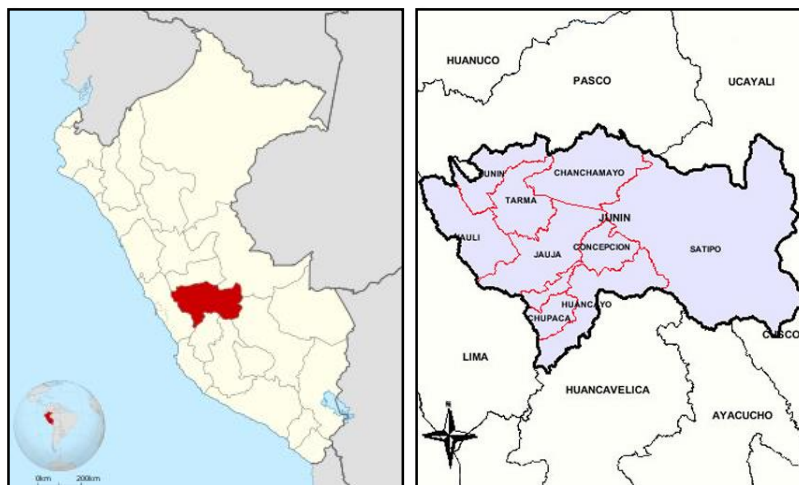 0km 200km
HUANUCO
PASCO
UCAYALI
JUNIN
CHANCHAMAYO
TARMA
JUNIN
YAULI
JAUJA
CONCEPCION
SATIPO
HUANCAYO
CHUPACA
LIMA
CUSCO
HUANCAVELICA
AYACUCHO